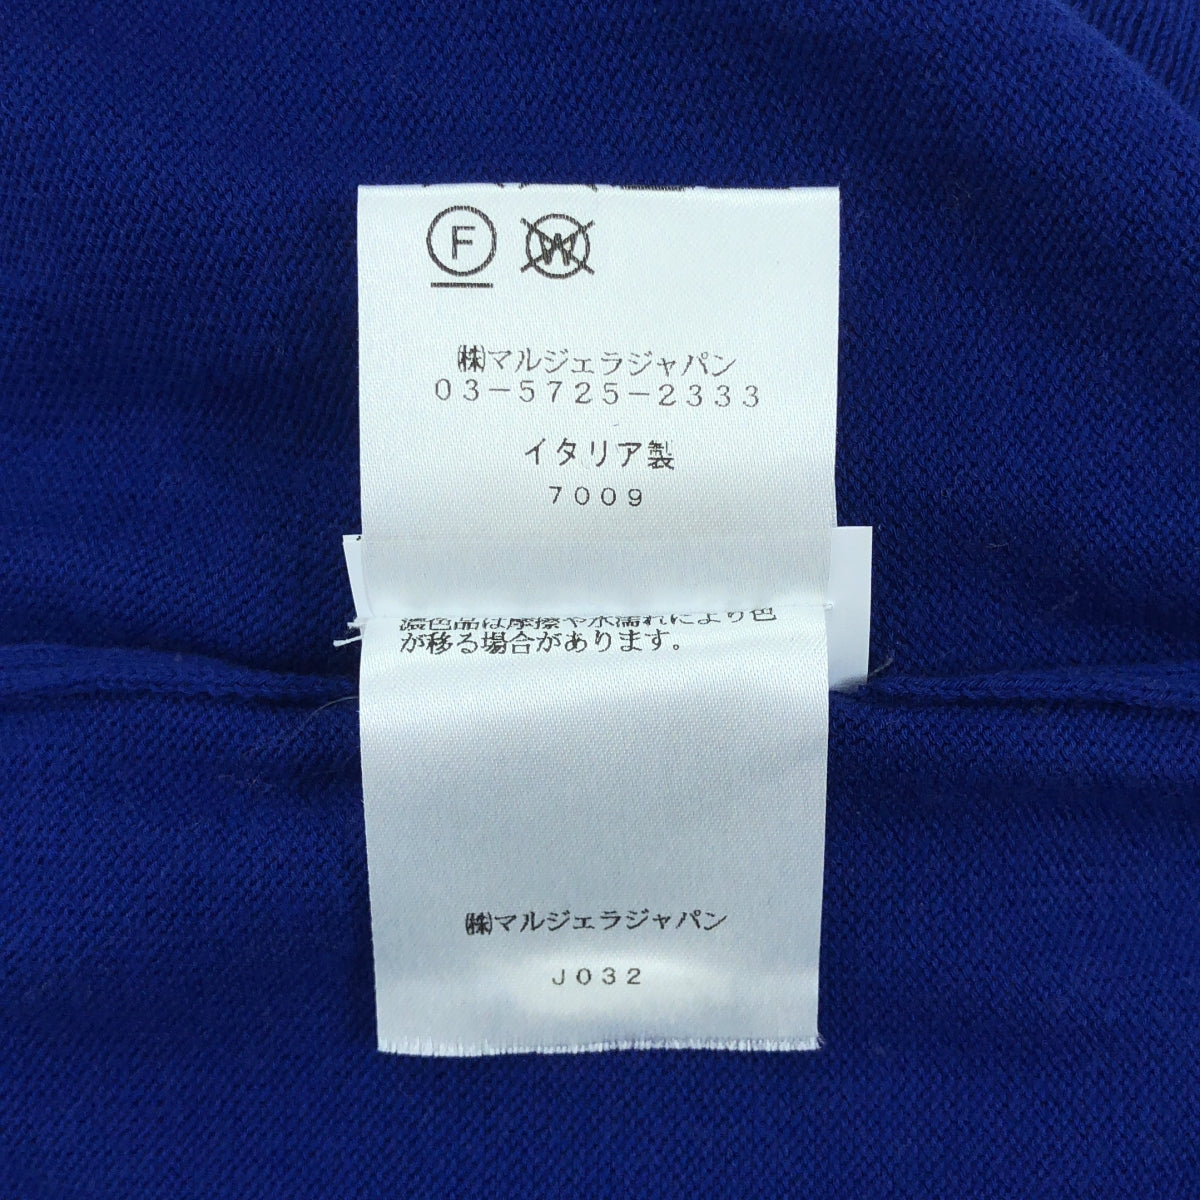 F W
㈱マルジェラジャパン
03-5725-2333
イタリア製
7009
濃色品は摩擦や水濡れにより色
が移る場合があります。
㈱マルジェラジャパン
J032